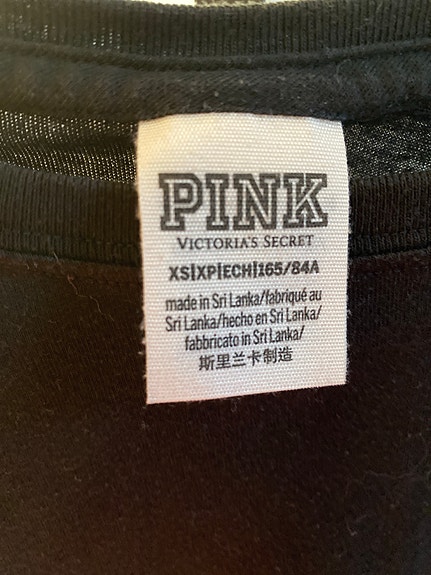 PINK
VICTORIA'S SECRET
XS|XP|ECH|165/84A
made in Sri Lanka/fabriqué au
Sri Lanka/hecho en Sri Lanka/
fabbricato in Sri Lanka/
斯里兰卡制造